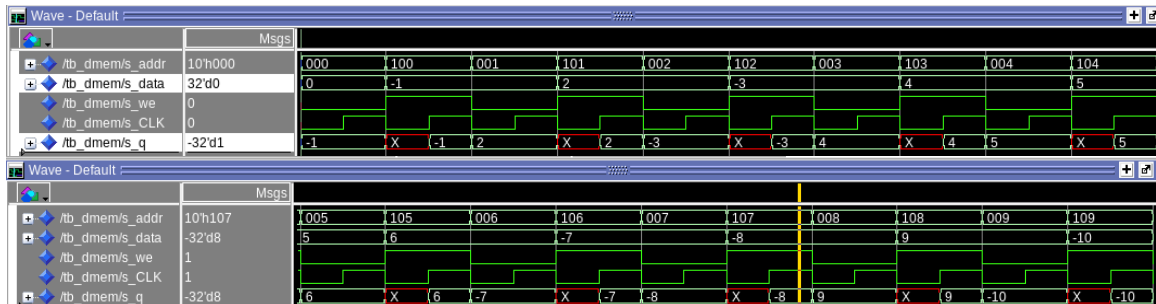 Wave - Default
Msgs
/tb_dmem/s_addr 10'h000 000 100 001 101 002 102 003 103 004 104
/tb_dmem/s_data 32'd0 0 -1 2 -3 4 5
/tb_dmem/s_we 0
/tb_dmem/s_CLK 0
/tb_dmem/s_q -32'd1 -1 X -1 2 X 2 -3 X -3 4 X 4 5 X 5
Wave - Default
Msgs
/tb_dmem/s_addr 10'h107 005 105 006 106 007 107 008 108 009 109
/tb_dmem/s_data -32'd8 5 6 -7 -8 9 -10
/tb_dmem/s_we 1
/tb_dmem/s_CLK 1
/tb_dmem/s_q -32'd8 6 X 6 -7 X -7 -8 X -8 9 X 9 -10 X -10